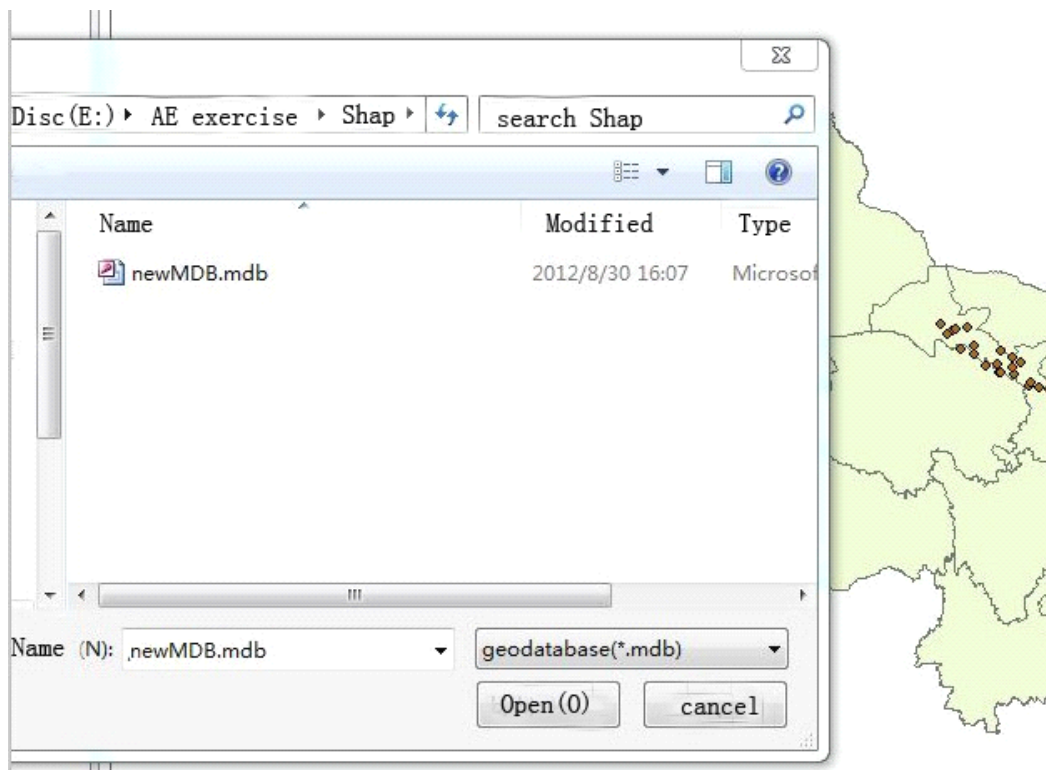 Disc(E:) AE exercise Shap search Shap
Name Modified Type
newMDB.mdb 2012/8/30 16:07 Microsof
Name (N): newMDB.mdb geodatabase(*.mdb)
Open(O) cancel